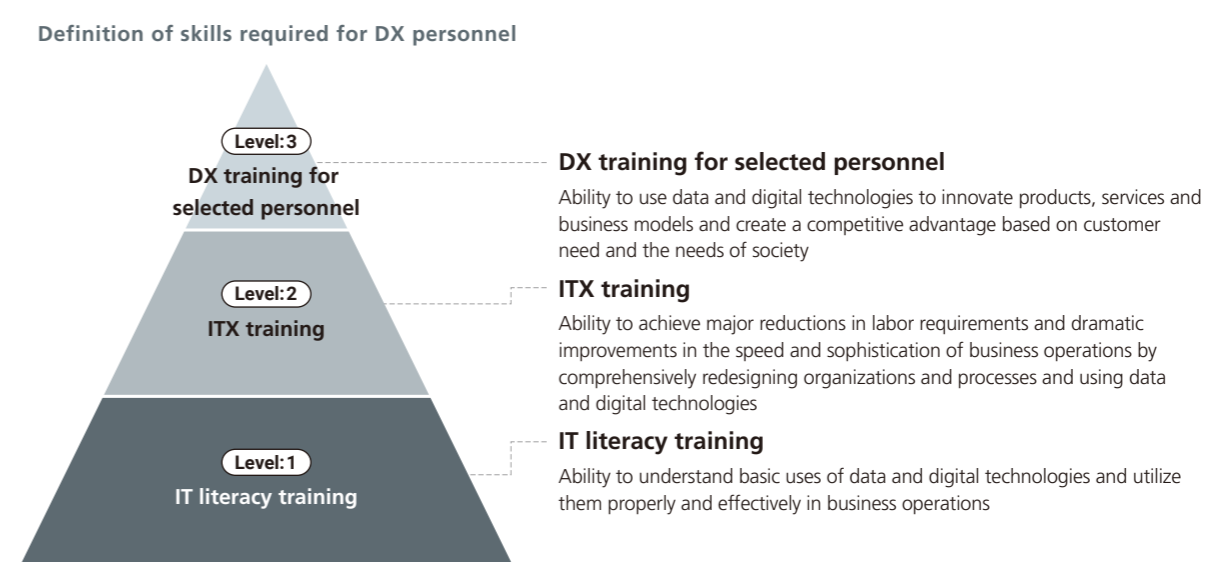 Definition of skills required for DX personnel
Level:3
DX training for
selected personnel
DX training for selected personnel
Ability to use data and digital technologies to innovate products, services and
business models and create a competitive advantage based on customer
need and the needs of society
Level:2
ITX training
ITX training
Ability to achieve major reductions in labor requirements and dramatic
improvements in the speed and sophistication of business operations by
comprehensively redesigning organizations and processes and using data
and digital technologies
Level:1
IT literacy training
IT literacy training
Ability to understand basic uses of data and digital technologies and utilize
them properly and effectively in business operations